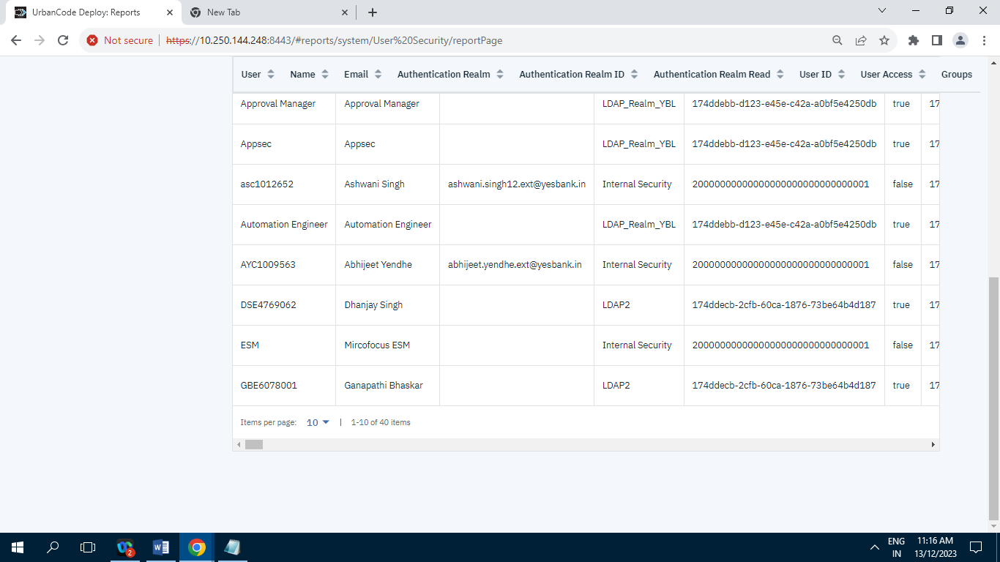 UrbanCode Deploy: Reports
New Tab
Not secure https://10.250.144.248:8443/#reports/system/User%20Security/reportPage
User Name Email Authentication Realm Authentication Realm ID Authentication Realm Read User ID User Access Groups
Approval Manager Approval Manager LDAP_Realm_YBL 174ddebb-d123-e45e-c42a-a0bf5e4250db true 17
Appsec Appsec LDAP_Realm_YBL 174ddebb-d123-e45e-c42a-a0bf5e4250db true 17
asc1012652 Ashwani Singh ashwani.singh12.ext@yesbank.in Internal Security 20000000000000000000000000000001 false 17
Automation Engineer Automation Engineer LDAP_Realm_YBL 174ddebb-d123-e45e-c42a-a0bf5e4250db true 17
AYC1009563 Abhijeet Yendhe abhijeet.yendhe.ext@yesbank.in Internal Security 20000000000000000000000000000001 false 17
DSE4769062 Dhanjay Singh LDAP2 174ddecb-2cfb-60ca-1876-73be64b4d187 true 17
ESM Mircofocus ESM Internal Security 20000000000000000000000000000001 false 17
GBE6078001 Ganapathi Bhaskar LDAP2 174ddecb-2cfb-60ca-1876-73be64b4d187 true 17
Items per page: 10 | 1-10 of 40 items
2
ENG 11:16 AM
IN 13/12/2023